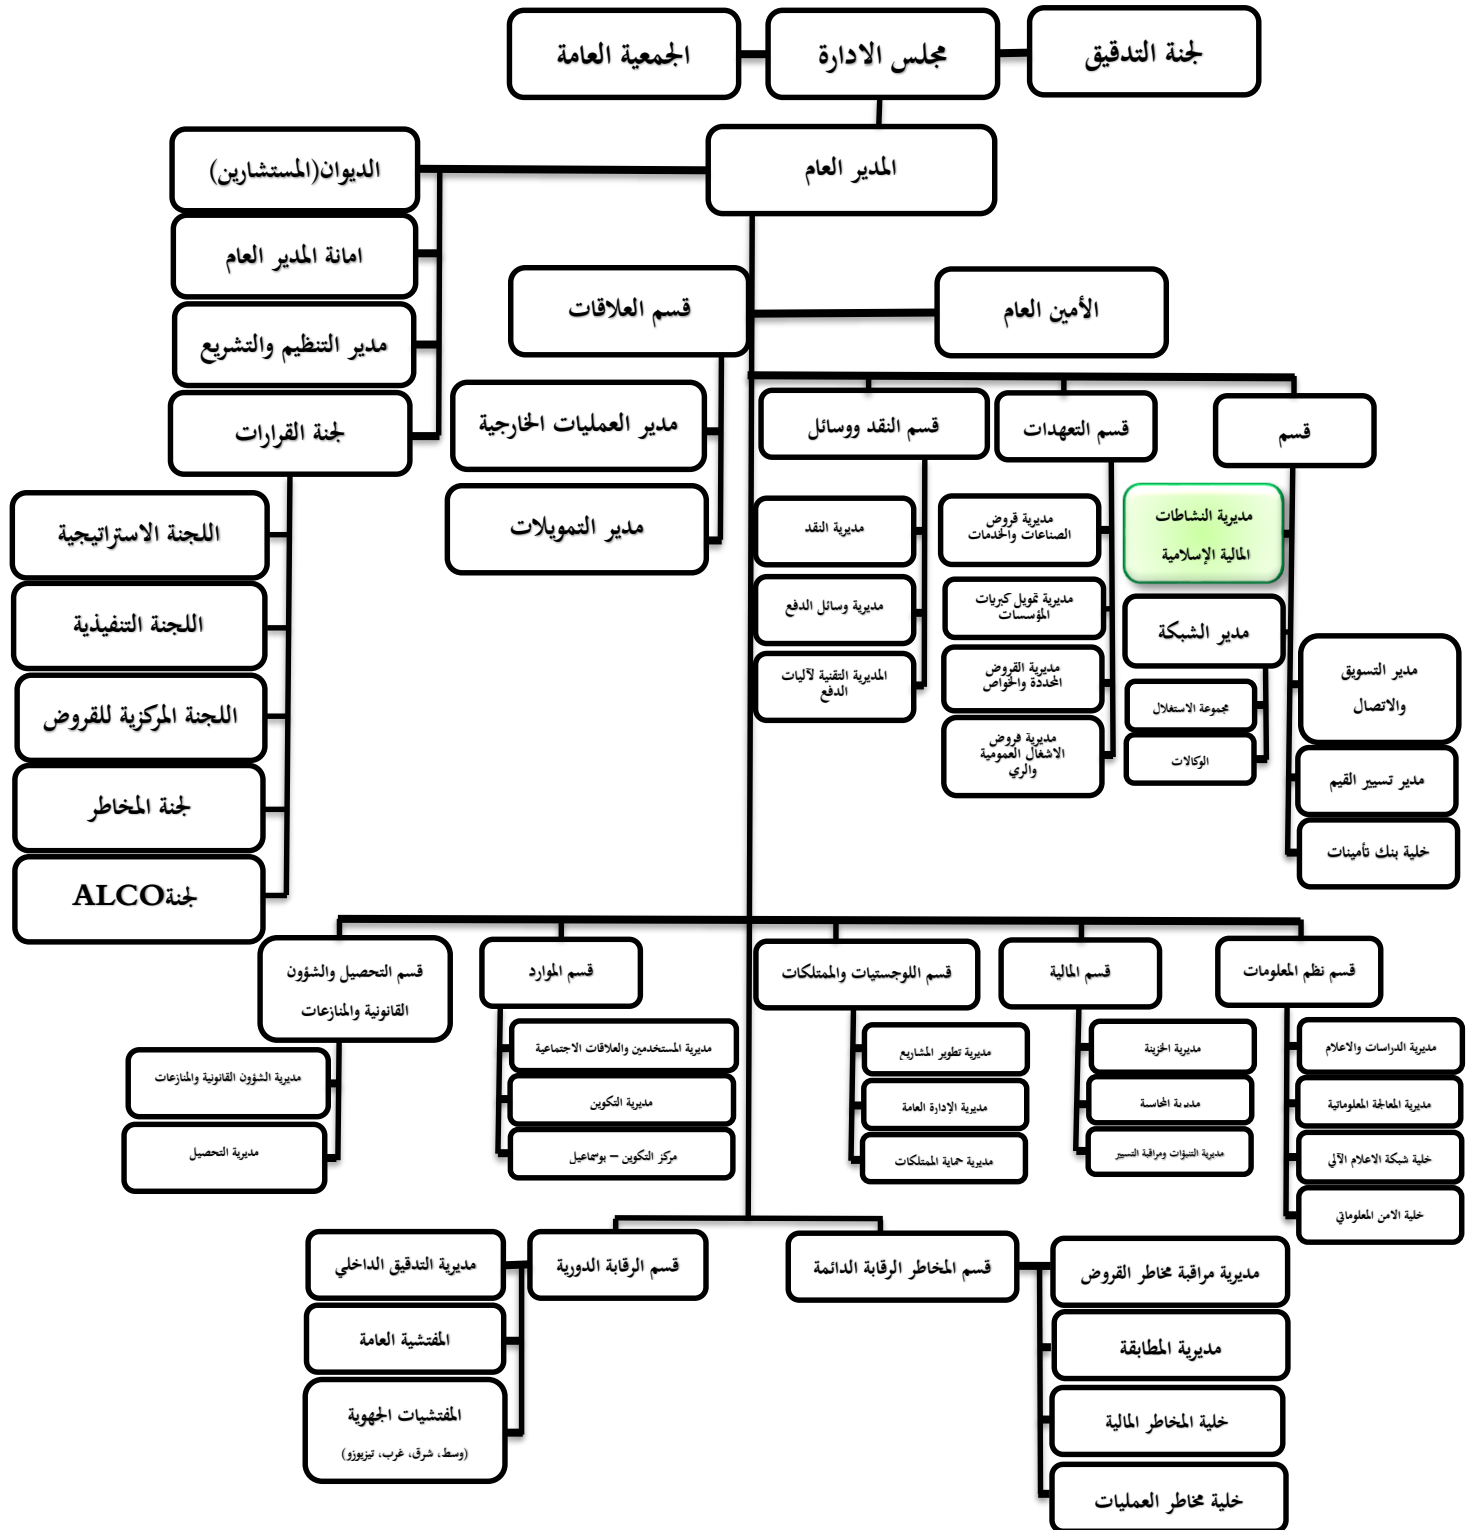 لجنة التدقيق
مجلس الادارة
الجمعية العامة
المدير العام
الديوان(المستشارين)
امانة المدير العام
مدير التنظيم والتشريع
لجنة القرارات
اللجنة الاستراتيجية
اللجنة التنفيذية
اللجنة المركزية للقروض
لجنة المخاطر
لجنةALCO
الأمين العام
قسم العلاقات
مدير العمليات الخارجية
مدير التمويلات
قسم
مديرية النشاطات
المالية الإسلامية
مدير الشبكة
مجموعة الاستغلال
الوكالات
مدير التسويق
والاتصال
مدير تسيير القيم
خلية بنك تأمينات
قسم التعهدات
مديرية قروض
الصناعات والخدمات
مديرية تمويل كبريات
المؤسسات
مديرية القروض
المحددة والخواص
مديرية قروض
الاشغال العمومية
والري
قسم النقد ووسائل
مديرية النقد
مديرية وسائل الدفع
المديرية التقنية لآليات
الدفع
قسم نظم المعلومات
مديرية الدراسات والاعلام
مديرية المعالجة المعلوماتية
خلية شبكة الاعلام الآلي
خلية الامن المعلوماتي
قسم المالية
مديرية الخزينة
مديرية المحاسبة
مديرية التنبؤات ومراقبة التسيير
قسم اللوجستيات والممتلكات
مديرية تطوير المشاريع
مديرية الإدارة العامة
مديرية حماية الممتلكات
قسم الموارد
مديرية المستخدمين والعلاقات الاجتماعية
مديرية التكوين
مركز التكوين – بوسماعيل
قسم التحصيل والشؤون
القانونية والمنازعات
مديرية الشؤون القانونية والمنازعات
مديرية التحصيل
قسم المخاطر الرقابة الدائمة
مديرية مراقبة مخاطر القروض
مديرية المطابقة
خلية المخاطر المالية
خلية مخاطر العمليات
قسم الرقابة الدورية
مديرية التدقيق الداخلي
المفتشية العامة
المفتشيات الجهوية
(وسط، شرق، غرب، تيزيوزو)